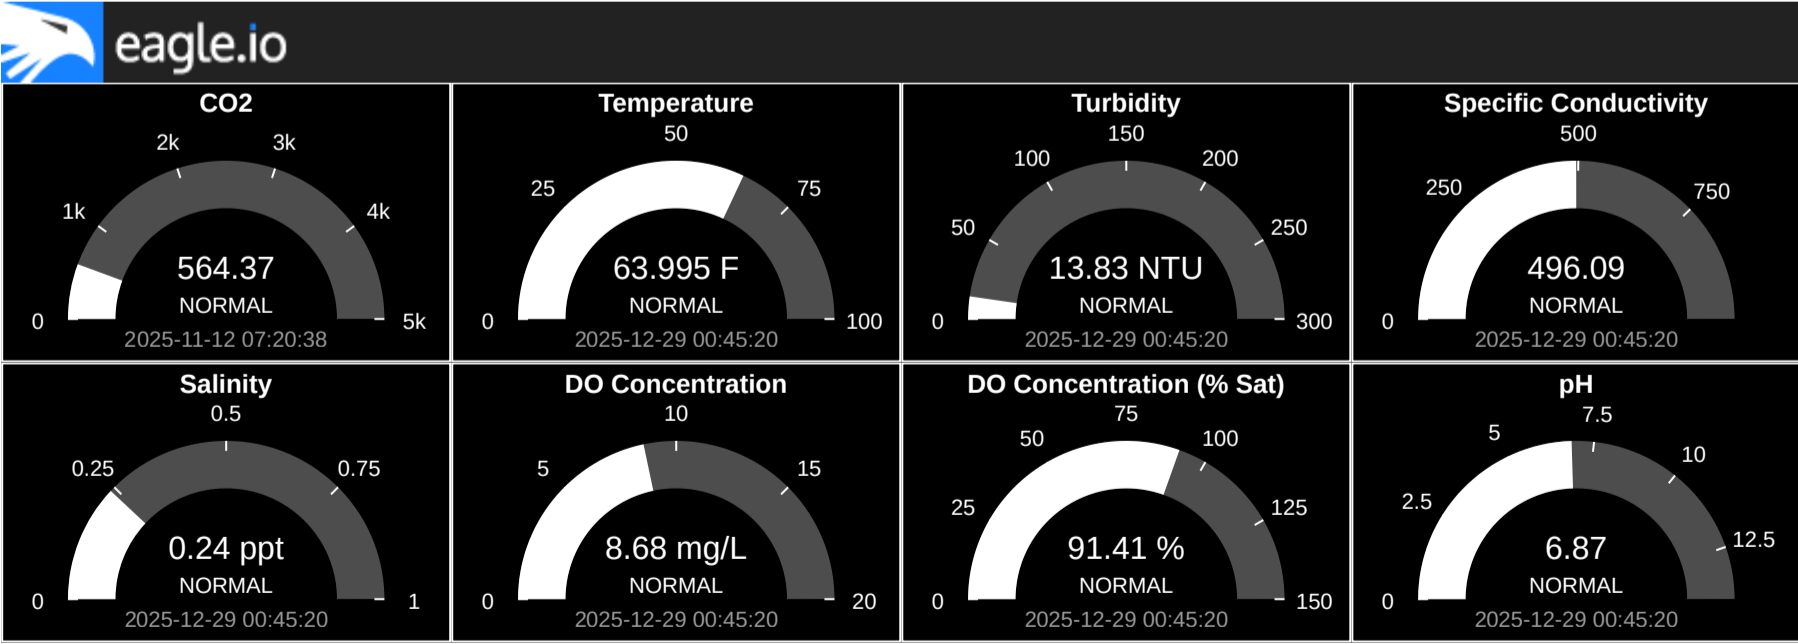 eagle.io
CO2
2k
3k
1k
4k
564.37
NORMAL
0
5k
2025-11-12 07:20:38
Temperature
50
25
75
63.995 F
NORMAL
0
100
2025-12-29 00:45:20
Turbidity
150
100
200
50
250
13.83 NTU
NORMAL
0
300
2025-12-29 00:45:20
Specific Conductivity
500
250
750
496.09
NORMAL
0
2025-12-29 00:45:20
Salinity
0.5
0.25
0.75
0.24 ppt
NORMAL
0
1
2025-12-29 00:45:20
DO Concentration
10
5
15
8.68 mg/L
NORMAL
0
20
2025-12-29 00:45:20
DO Concentration (% Sat)
75
50
100
25
125
91.41 %
NORMAL
0
150
2025-12-29 00:45:20
pH
7.5
5
10
2.5
12.5
6.87
NORMAL
0
2025-12-29 00:45:20